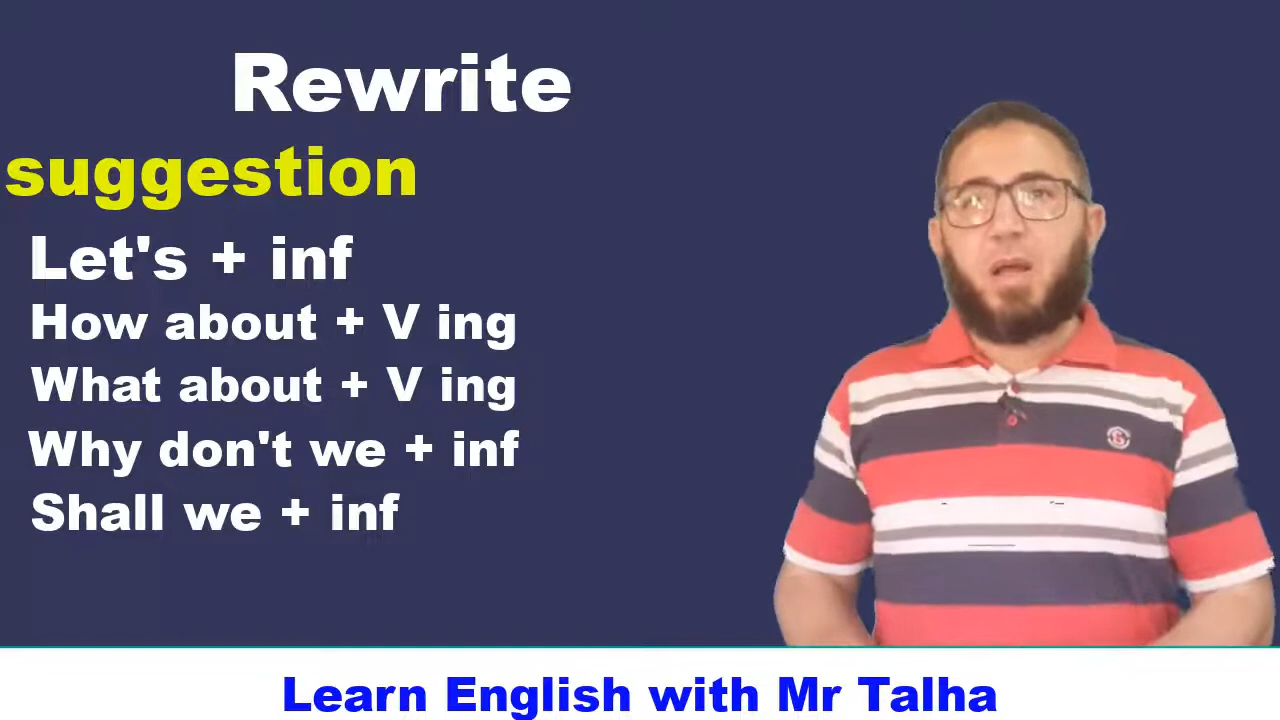 Rewrite
suggestion
Let's + inf
How about + V ing
What about + V ing
Why don't we + inf
Shall we + inf
Learn English with Mr Talha